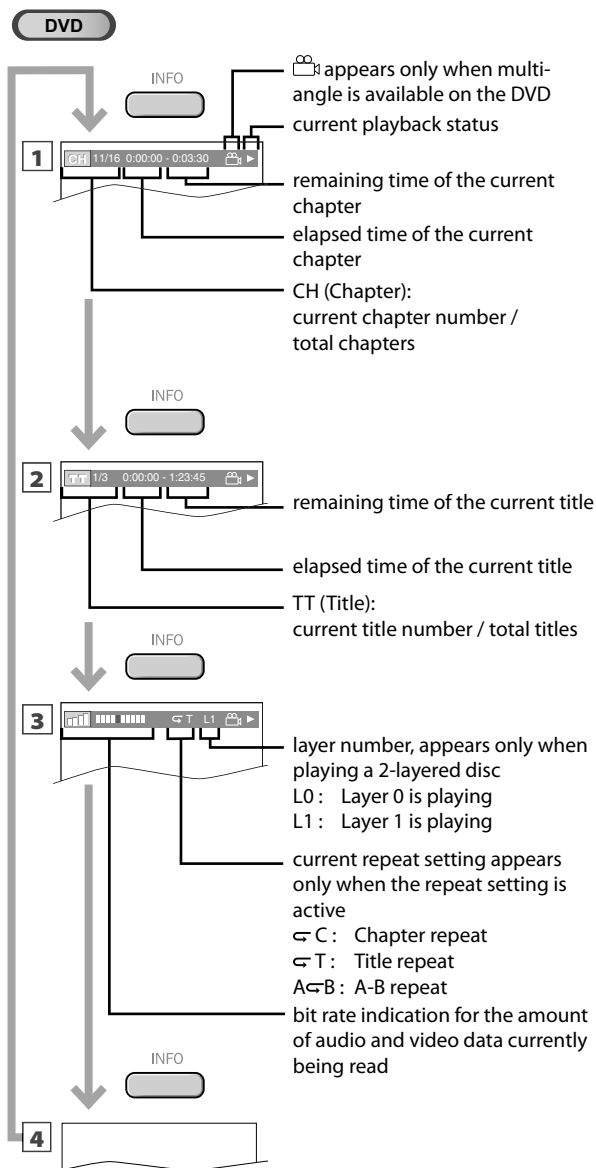 DVD
INFO
appears only when multi-
angle is available on the DVD
current playback status
1
CH 11/16 0:00:00 - 0:03:30
remaining time of the current
chapter
elapsed time of the current
chapter
CH (Chapter):
current chapter number /
total chapters
INFO
2
TT 1/3 0:00:00 - 1:23:45
remaining time of the current title
elapsed time of the current title
TT (Title):
current title number / total titles
INFO
3
T L1
layer number, appears only when
playing a 2-layered disc
L0 : Layer 0 is playing
L1 : Layer 1 is playing
current repeat setting appears
only when the repeat setting is
active
C : Chapter repeat
T : Title repeat
A B : A-B repeat
bit rate indication for the amount
of audio and video data currently
being read
INFO
4